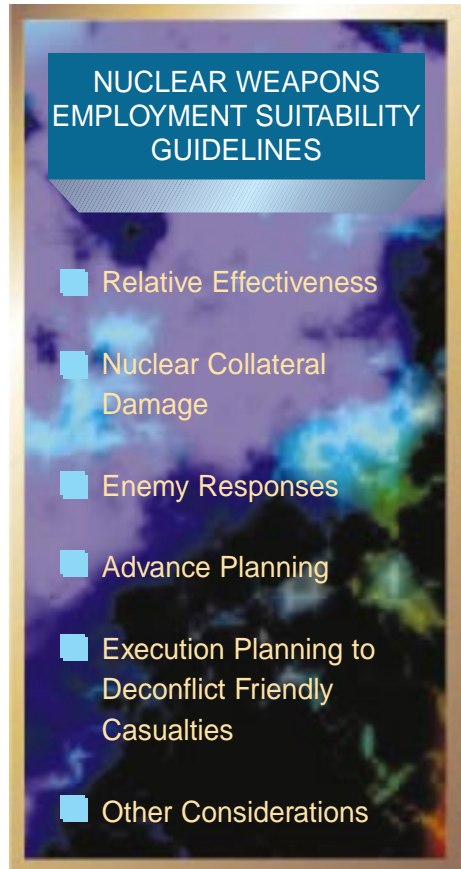 NUCLEAR WEAPONS
EMPLOYMENT SUITABILITY
GUIDELINES
Relative Effectiveness
Nuclear Collateral
Damage
Enemy Responses
Advance Planning
Execution Planning to
Deconflict Friendly
Casualties
Other Considerations